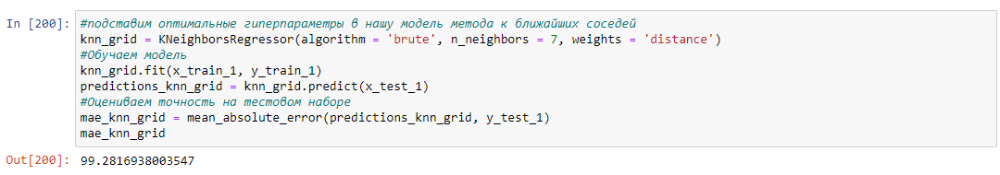 In [200]: #подставим оптимальные гиперпараметры в нашу модель метода к ближайших соседей
knn_grid = KNeighborsRegressor(algorithm = 'brute', n_neighbors = 7, weights = 'distance')
#Обучаем модель
knn_grid.fit(x_train_1, y_train_1)
predictions_knn_grid = knn_grid.predict(x_test_1)
#Оцениваем точность на тестовом наборе
mae_knn_grid = mean_absolute_error(predictions_knn_grid, y_test_1)
mae_knn_grid
Out[200]: 99.2816938003547